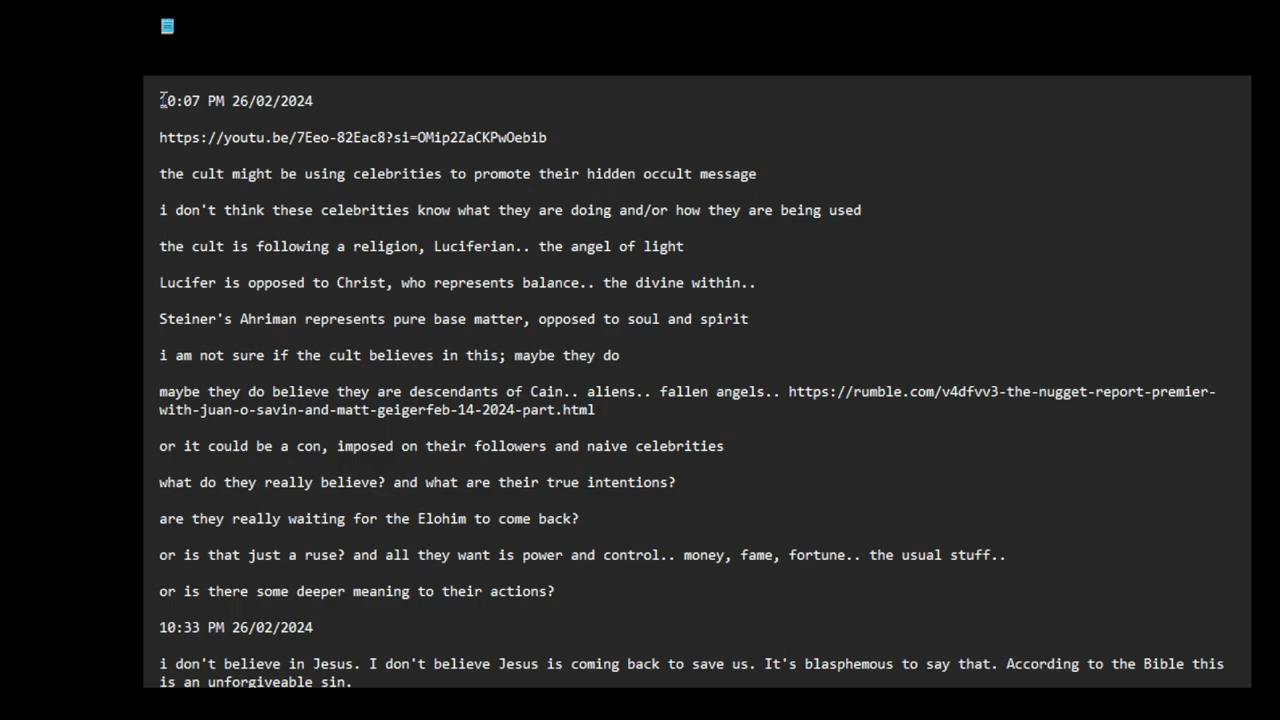 10:07 PM 26/02/2024
https://youtu.be/7Eeo-82Eac8?si=OMip2ZaCKPwOebib
the cult might be using celebrities to promote their hidden occult message
i don't think these celebrities know what they are doing and/or how they are being used
the cult is following a religion, Luciferian.. the angel of light
Lucifer is opposed to Christ, who represents balance.. the divine within..
Steiner's Ahriman represents pure base matter, opposed to soul and spirit
i am not sure if the cult believes in this; maybe they do
maybe they do believe they are descendants of Cain.. aliens.. fallen angels.. https://rumble.com/v4dfvv3-the-nugget-report-premier-
with-juan-o-savin-and-matt-geigerfeb-14-2024-part.html
or it could be a con, imposed on their followers and naive celebrities
what do they really believe? and what are their true intentions?
are they really waiting for the Elohim to come back?
or is that just a ruse? and all they want is power and control.. money, fame, fortune.. the usual stuff..
or is there some deeper meaning to their actions?
10:33 PM 26/02/2024
i don't believe in Jesus. I don't believe Jesus is coming back to save us. It's blasphemous to say that. According to the Bible this
is an unforgiveable sin.